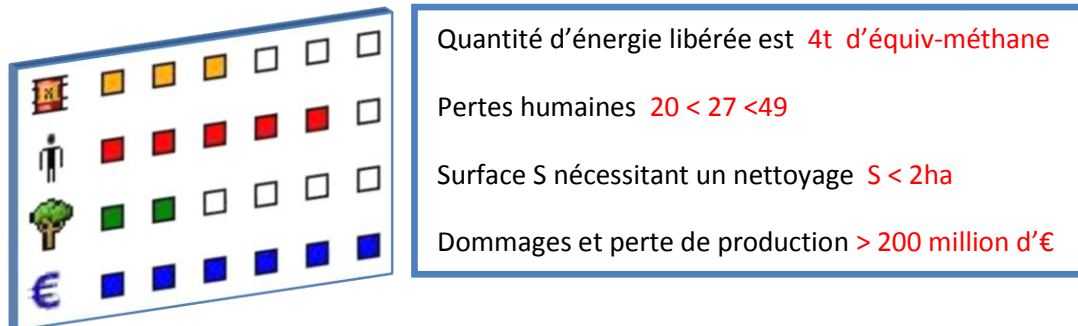 Quantité d'énergie libérée est 4t d'équiv-méthane
Pertes humaines 20 < 27 <49
Surface S nécessitant un nettoyage S < 2ha
Dommages et perte de production > 200 million d'€
€